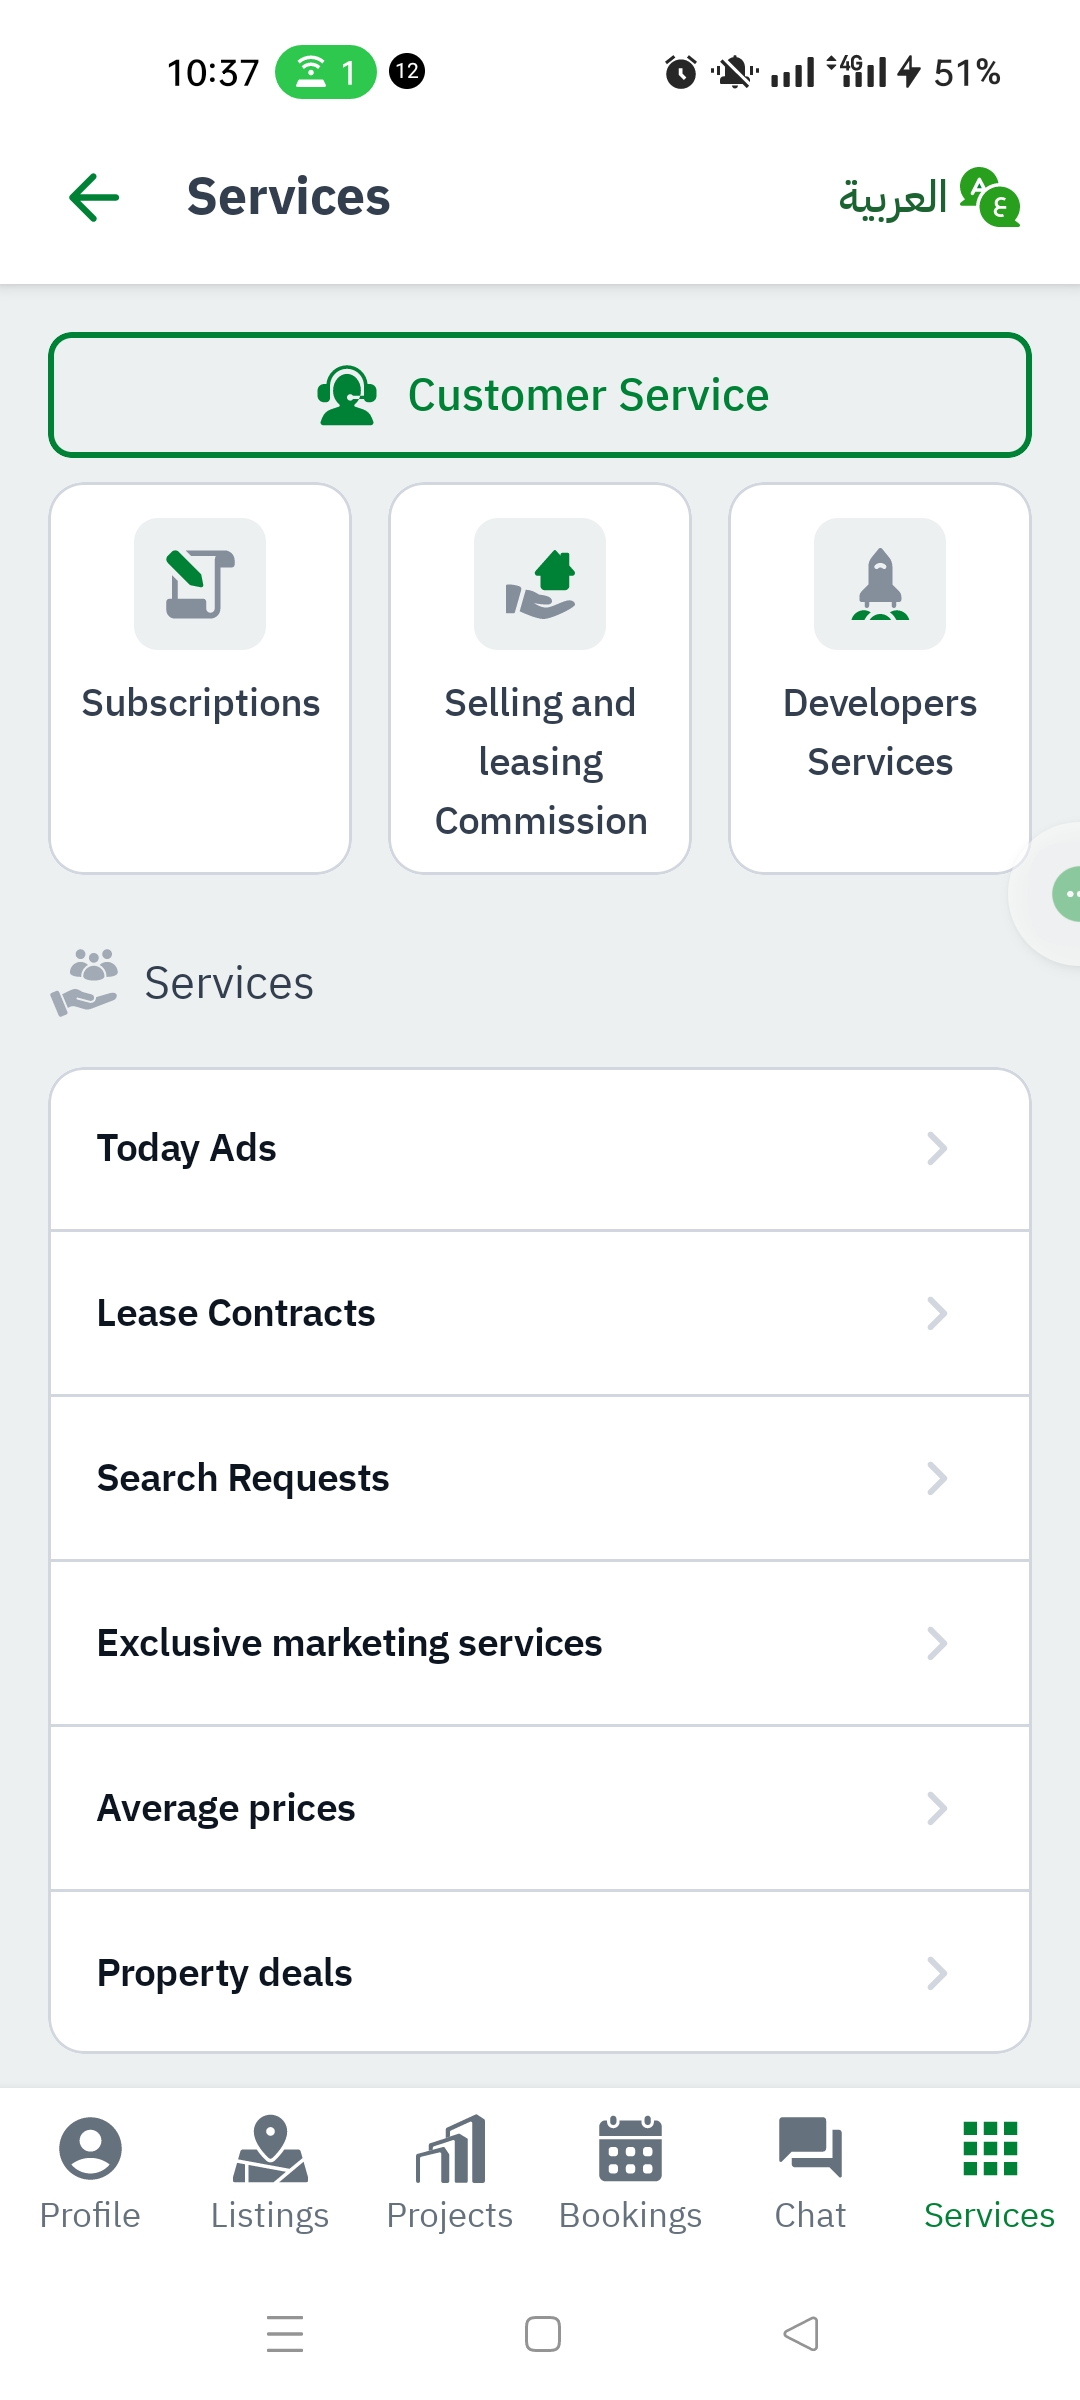 10:37 1 12 4G 51%
Services العربية
Customer Service
Subscriptions
Selling and
leasing
Commission
Developers
Services
Services
Today Ads
Lease Contracts
Search Requests
Exclusive marketing services
Average prices
Property deals
Profile Listings Projects Bookings Chat Services